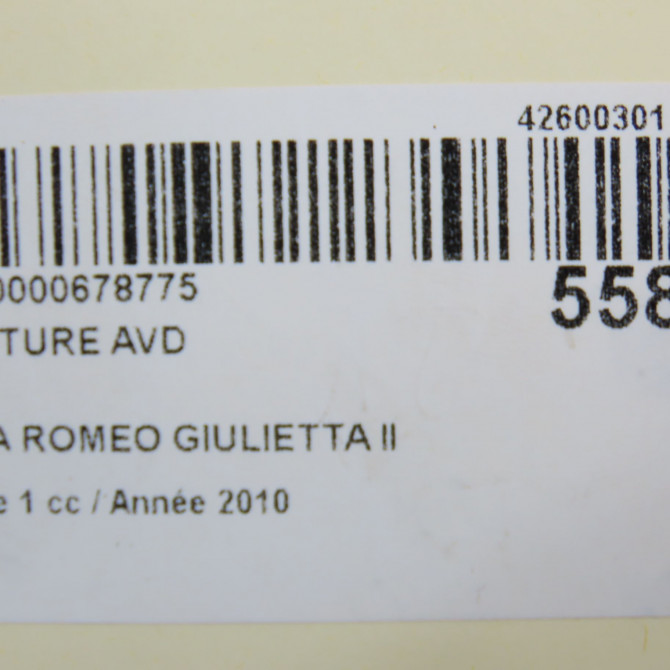 42600301
0000678775
558
TURE AVD
A ROMEO GIULIETTA II
e 1 cc / Année 2010